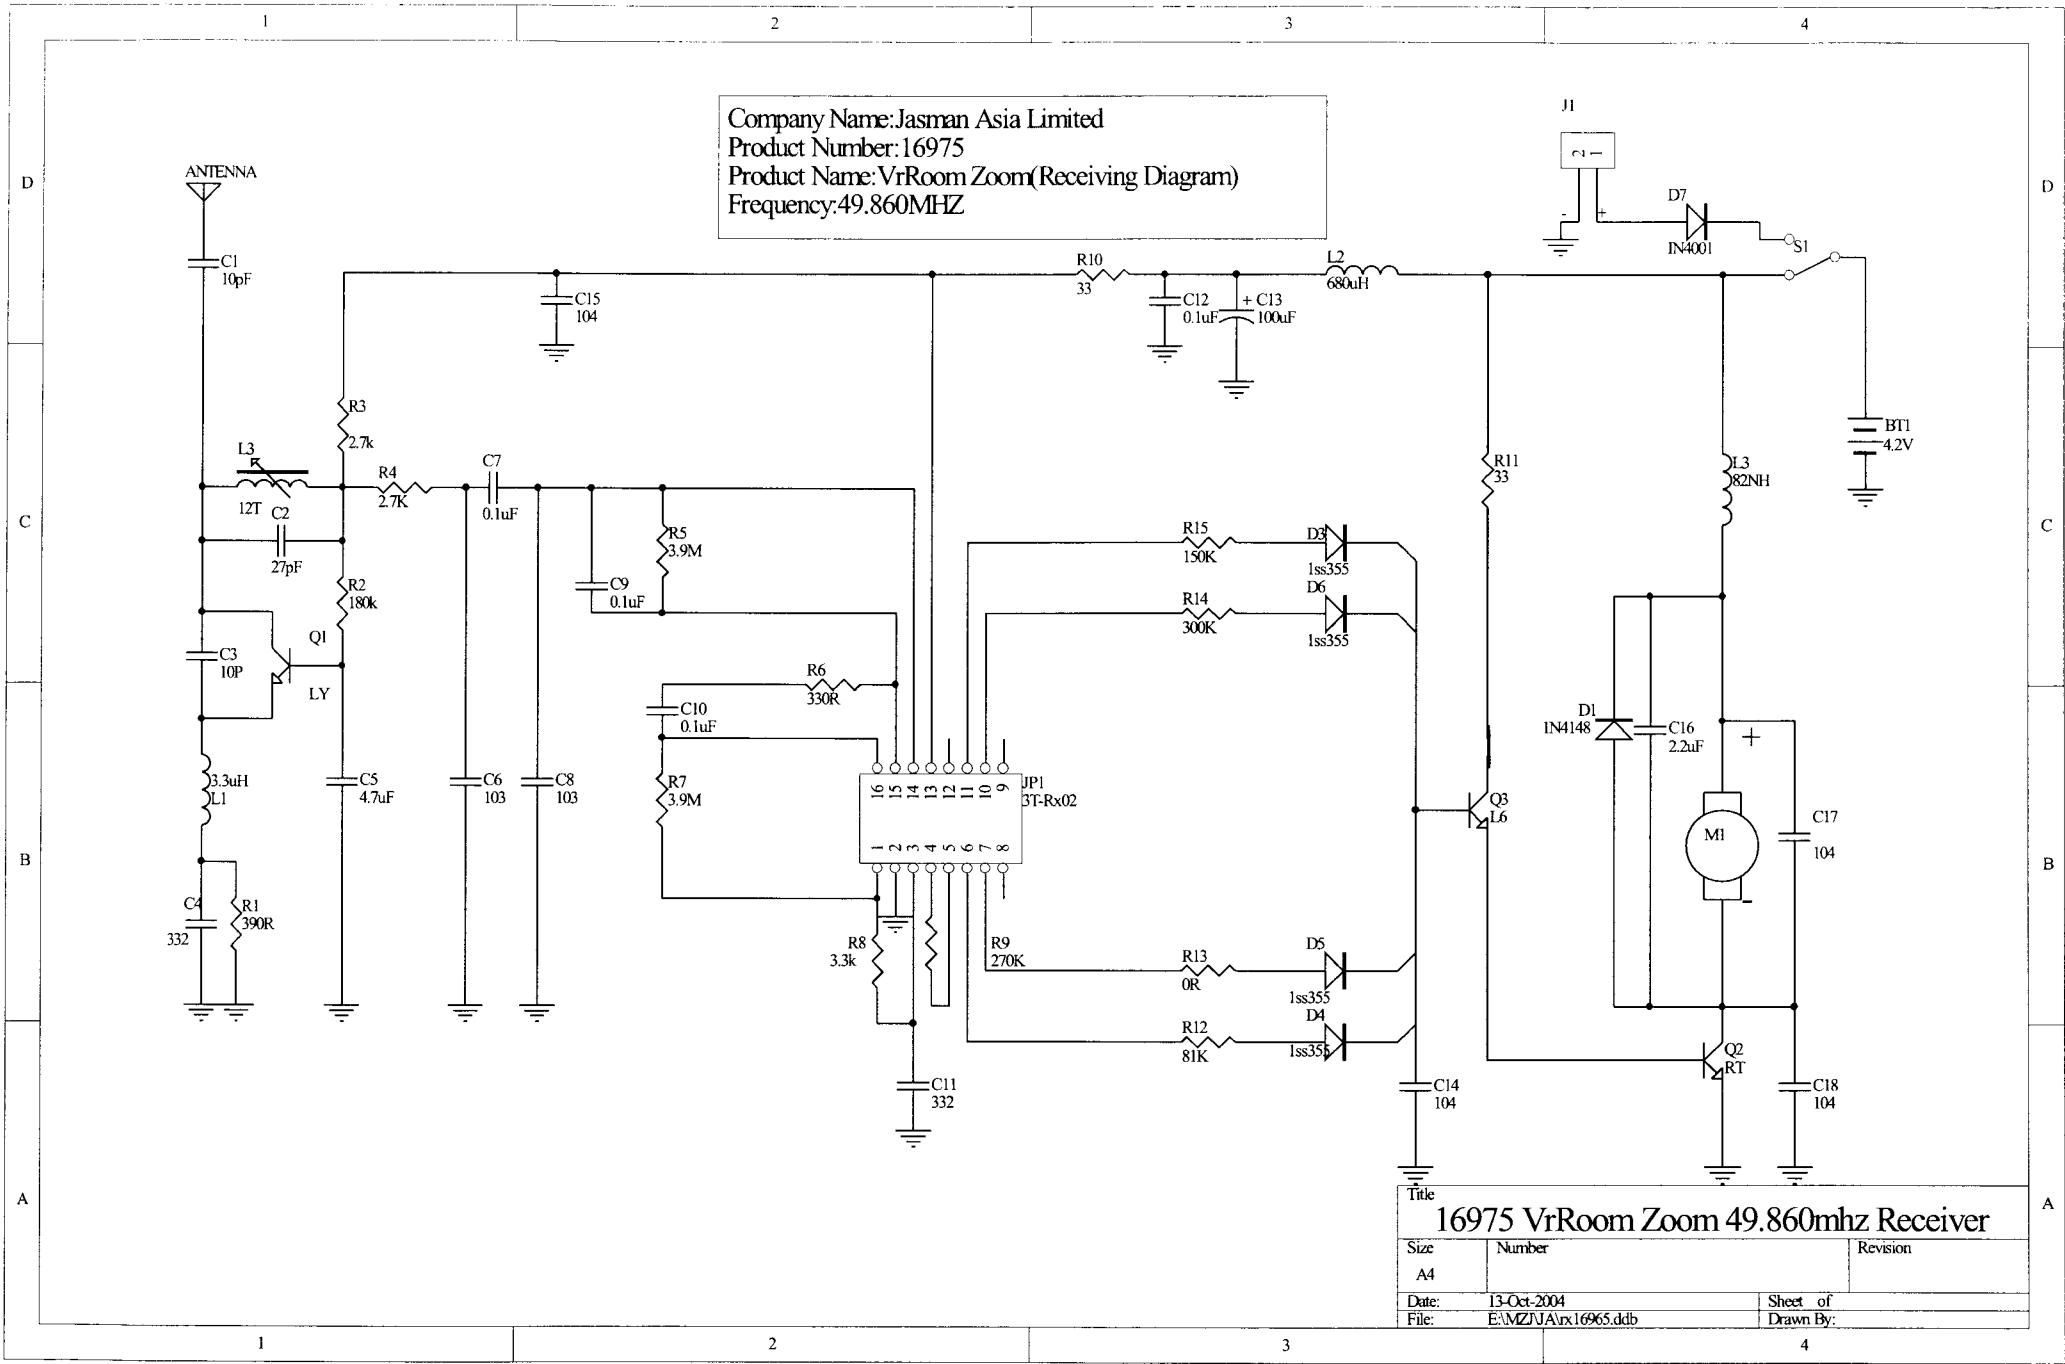 1 2 3 4
J1
Company Name:Jasman Asia Limited
Product Number:16975
Product Name:VrRoom Zoom(Receiving Diagram)
Frequency:49.860MHZ
2 1
D
D
ANTENNA
D7
- +
IN4001
S1
C1
10pF
R10
33
L2
680uH
C15
104
C12
0.1uF
+ C13
100uF
R3
2.7k
BT1
4.2V
L3
12T
R4
2.7K
C7
0.1uF
R11
33
L3
82NH
C
C
C2
27pF
R5
3.9M
R15
150K
D3
1ss355
C9
0.1uF
R2
180k
R14
300K
D6
1ss355
Q1
LY
C3
10P
R6
330R
C10
0.1uF
D1
IN4148
C16
2.2uF
+
3.3uH
L1
C5
4.7uF
C6
103
C8
103
R7
3.9M
16 15 14 13 12 11 10 9
JP1
3T-Rx02
1 2 3 4 5 6 7 8
Q3
L6
M1
C17
104
B
B
-
C4
332
R1
390R
R8
3.3k
R9
270K
R13
0R
D5
1ss355
R12
81K
D4
1ss355
Q2
RT
C11
332
C14
104
C18
104
A
A
Title
16975 VrRoom Zoom 49.860mhz Receiver
Size Number Revision
A4
Date: 13-Oct-2004 Sheet of
File: E:\MZJ\JA\rx16965.ddb Drawn By:
1 2 3 4